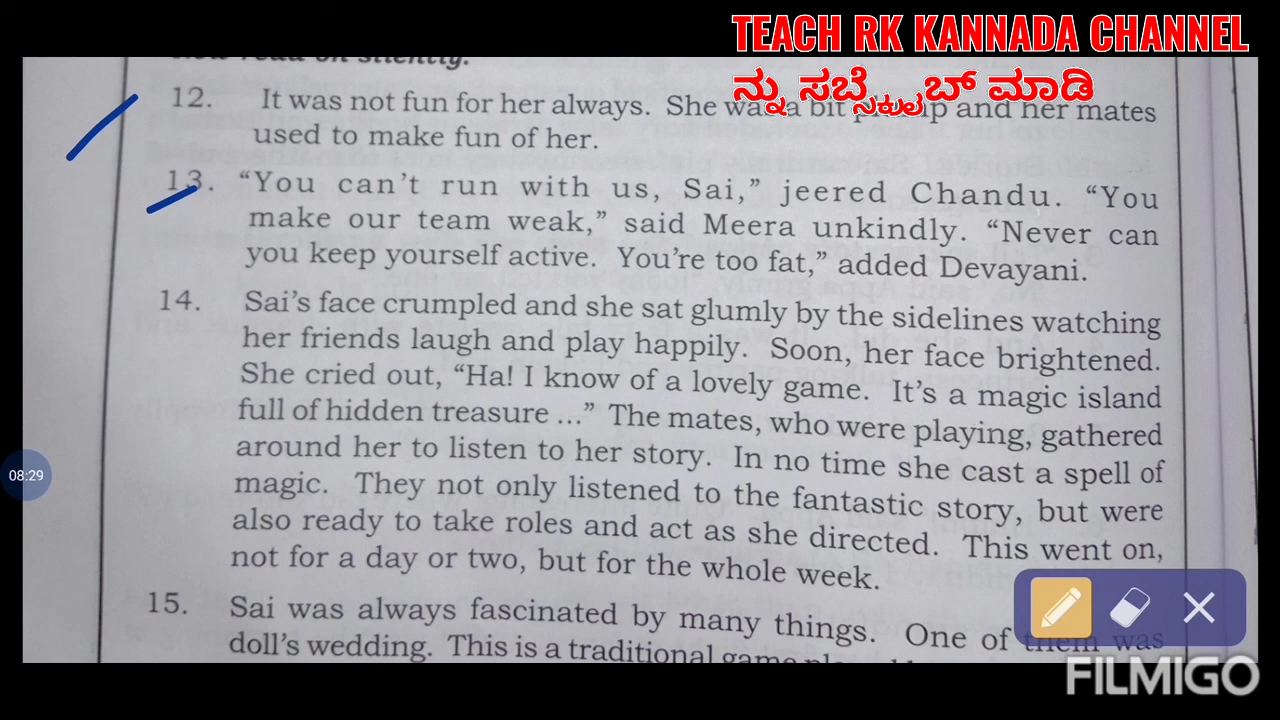 TEACH RK KANNADA CHANNEL
ನ್ನು ಸಬ್ಸ್ಕ್ರೈಬ್ ಮಾಡಿ
Now read on silently.
12. It was not fun for her always. She was a bit plump and her mates
used to make fun of her.
13. “You can’t run with us, Sai,” jeered Chandu. “You
make our team weak,” said Meera unkindly. “Never can
you keep yourself active. You’re too fat,” added Devayani.
14. Sai’s face crumpled and she sat glumly by the sidelines watching
her friends laugh and play happily. Soon, her face brightened.
She cried out, “Ha! I know of a lovely game. It’s a magic island
full of hidden treasure ...” The mates, who were playing, gathered
around her to listen to her story. In no time she cast a spell of
magic. They not only listened to the fantastic story, but were
also ready to take roles and act as she directed. This went on,
not for a day or two, but for the whole week.
15. Sai was always fascinated by many things. One of them was
doll’s wedding. This is a traditional game
08:29
FILMIGO